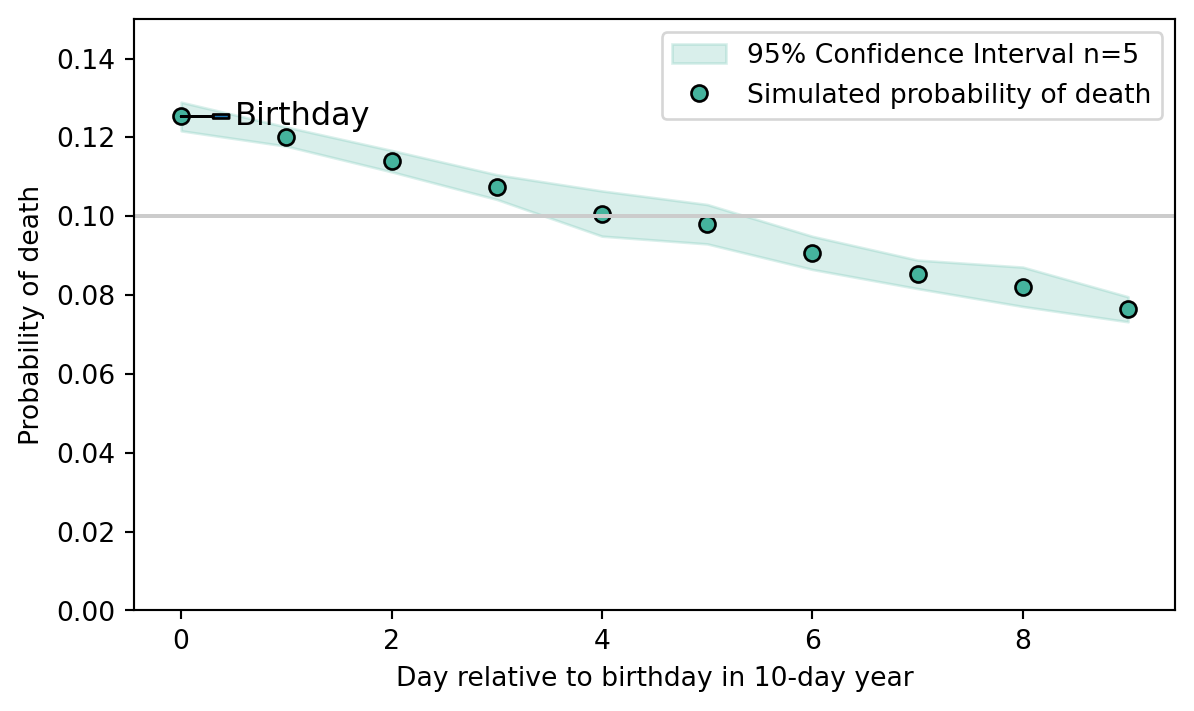 0.14
0.12
0.10
0.08
0.06
0.04
0.02
0.00
Probability of death
Birthday
95% Confidence Interval n=5
Simulated probability of death
0 2 4 6 8
Day relative to birthday in 10-day year